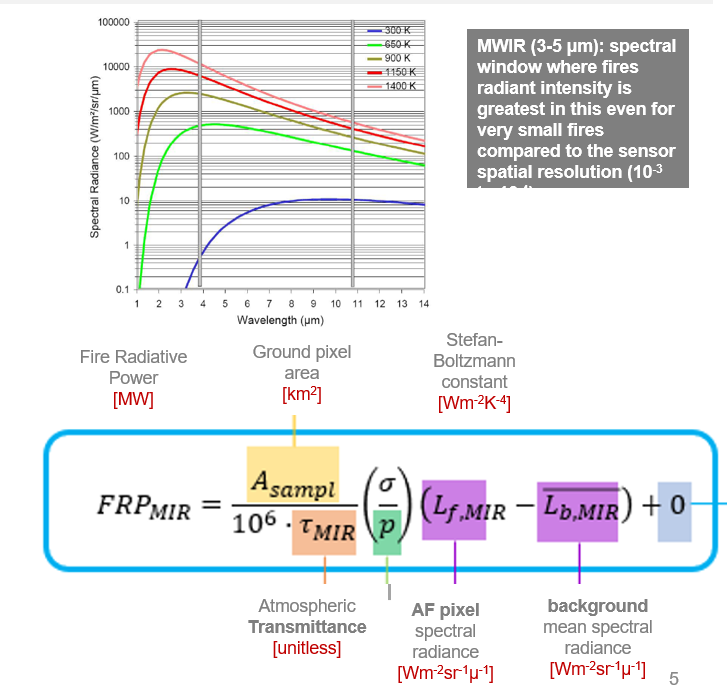 100000
10000
1000
100
10
1
0.1
Spectral Radiance (W/m²/sr/µm)
300 K
650 K
900 K
1150 K
1400 K
1 2 3 4 5 6 7 8 9 10 11 12 13 14
Wavelength (µm)
MWIR (3-5 µm): spectral
window where fires
radiant intensity is
greatest in this even for
very small fires
compared to the sensor
spatial resolution (10⁻³
Fire Radiative
Power
[MW]
Ground pixel
area
[km²]
Stefan-
Boltzmann
constant
[Wm⁻²K⁻⁴]
FRP_MIR = A_sampl / 10⁶ · τ_MIR (σ/p) (L_f,MIR − L̅_b,MIR) + 0
Atmospheric
Transmittance
[unitless]
AF pixel
spectral
radiance
[Wm⁻²sr⁻¹µ⁻¹]
background
mean spectral
radiance
[Wm⁻²sr⁻¹µ⁻¹]
5